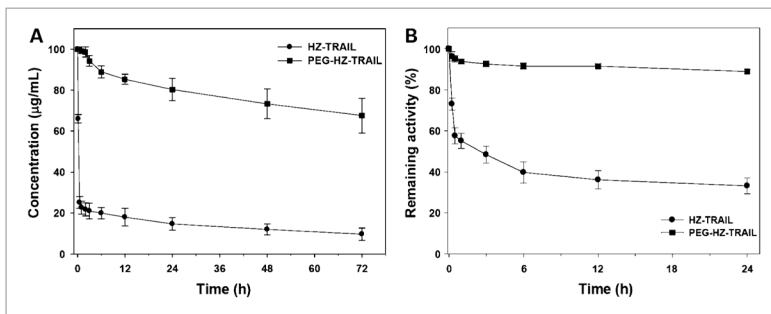 A
HZ-TRAIL
PEG-HZ-TRAIL
Concentration (µg/mL)
100
80
60
40
20
0
0 12 24 36 48 60 72
Time (h)
B
Remaining activity (%)
100
80
60
40
20
0
HZ-TRAIL
PEG-HZ-TRAIL
0 6 12 18 24
Time (h)